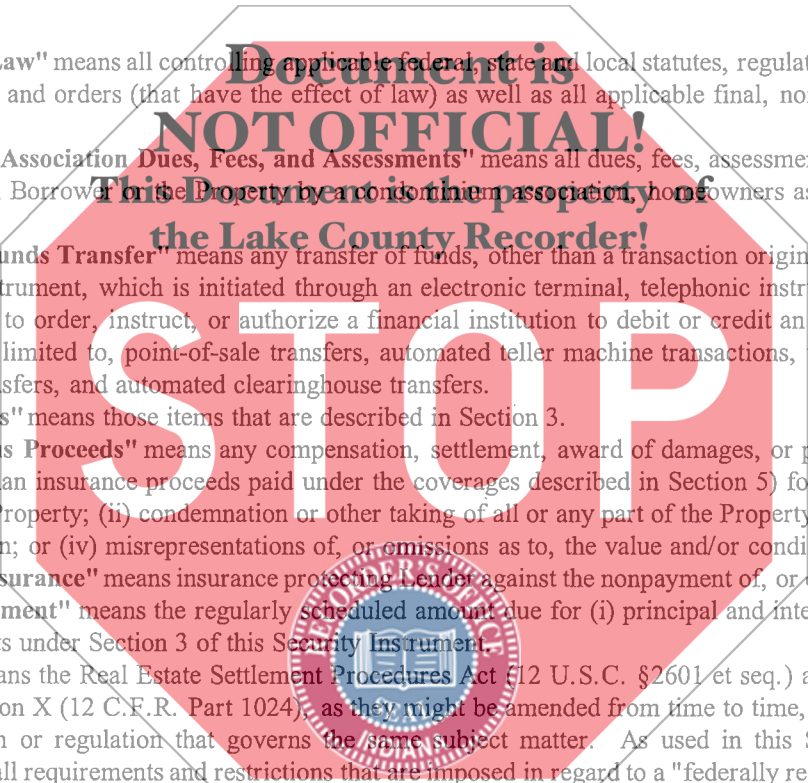 Document is
NOT OFFICIAL!
This Document is the property of
the Lake County Recorder!
STOP
RECORDER'S OFFICE
SEAL
INDIANA
aw" means all controlling applicable federal, state and local statutes, regulat
and orders (that have the effect of law) as well as all applicable final, no
Association Dues, Fees, and Assessments" means all dues, fees, assessme
Borrower or the Property by a condominium association, homeowners as
unds Transfer" means any transfer of funds, other than a transaction origin
trument, which is initiated through an electronic terminal, telephonic instr
to order, instruct, or authorize a financial institution to debit or credit an
limited to, point-of-sale transfers, automated teller machine transactions,
sfers, and automated clearinghouse transfers.
s" means those items that are described in Section 3.
s Proceeds" means any compensation, settlement, award of damages, or p
an insurance proceeds paid under the coverages described in Section 5) fo
Property; (ii) condemnation or other taking of all or any part of the Property
n; or (iv) misrepresentations of, or omissions as to, the value and/or condi
surance" means insurance protecting Lender against the nonpayment of, or
ment" means the regularly scheduled amount due for (i) principal and inte
ts under Section 3 of this Security Instrument.
ans the Real Estate Settlement Procedures Act (12 U.S.C. §2601 et seq.) a
on X (12 C.F.R. Part 1024), as they might be amended from time to time,
n or regulation that governs the same subject matter. As used in this S
all requirements and restrictions that are imposed in regard to a "federally re